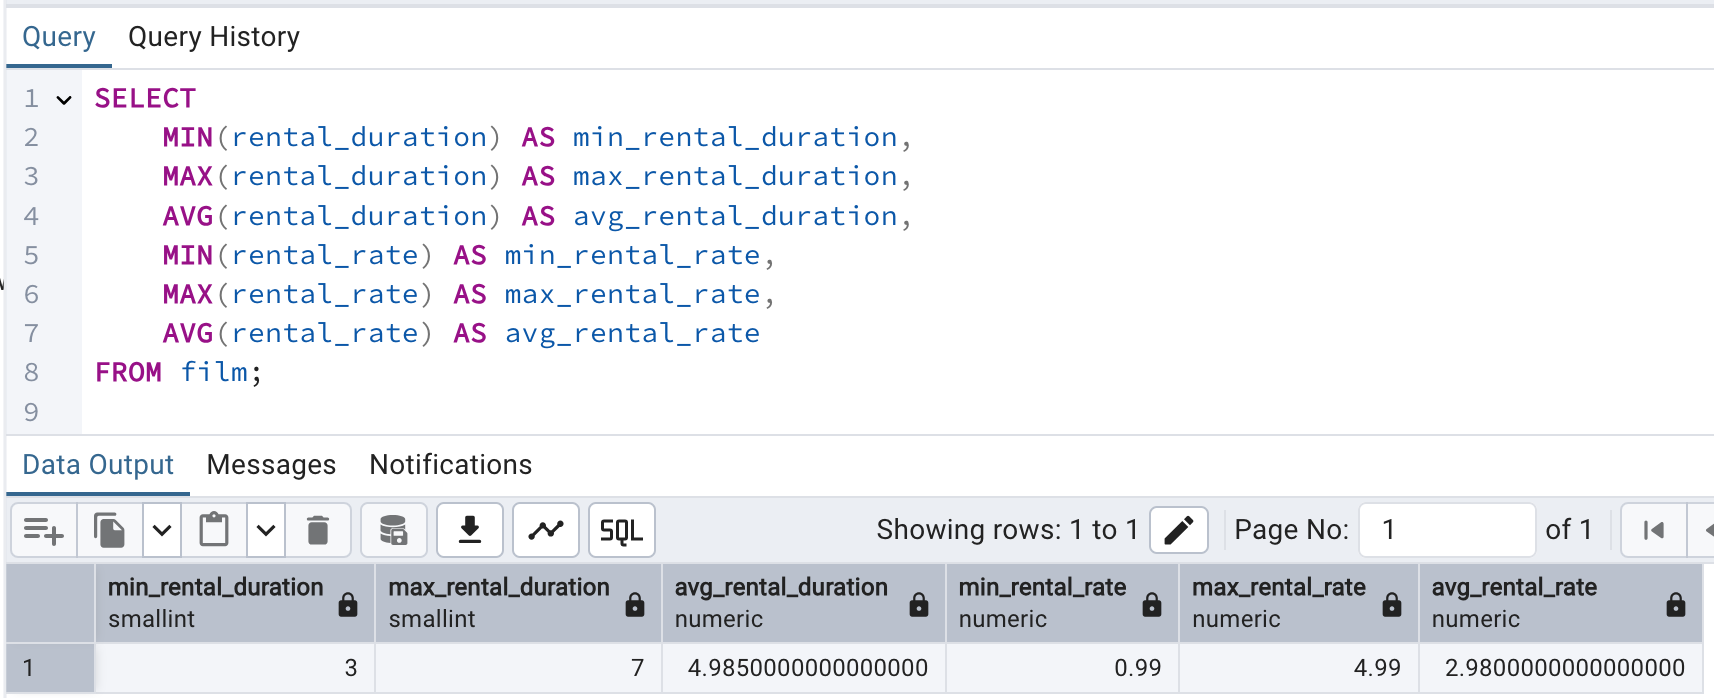 Query Query History
1 SELECT
2 MIN(rental_duration) AS min_rental_duration,
3 MAX(rental_duration) AS max_rental_duration,
4 AVG(rental_duration) AS avg_rental_duration,
5 MIN(rental_rate) AS min_rental_rate,
6 MAX(rental_rate) AS max_rental_rate,
7 AVG(rental_rate) AS avg_rental_rate
8 FROM film;
9
Data Output Messages Notifications
SQL Showing rows: 1 to 1 Page No: 1 of 1
min_rental_duration max_rental_duration avg_rental_duration min_rental_rate max_rental_rate avg_rental_rate
smallint smallint numeric numeric numeric numeric
1 3 7 4.9850000000000000 0.99 4.99 2.9800000000000000